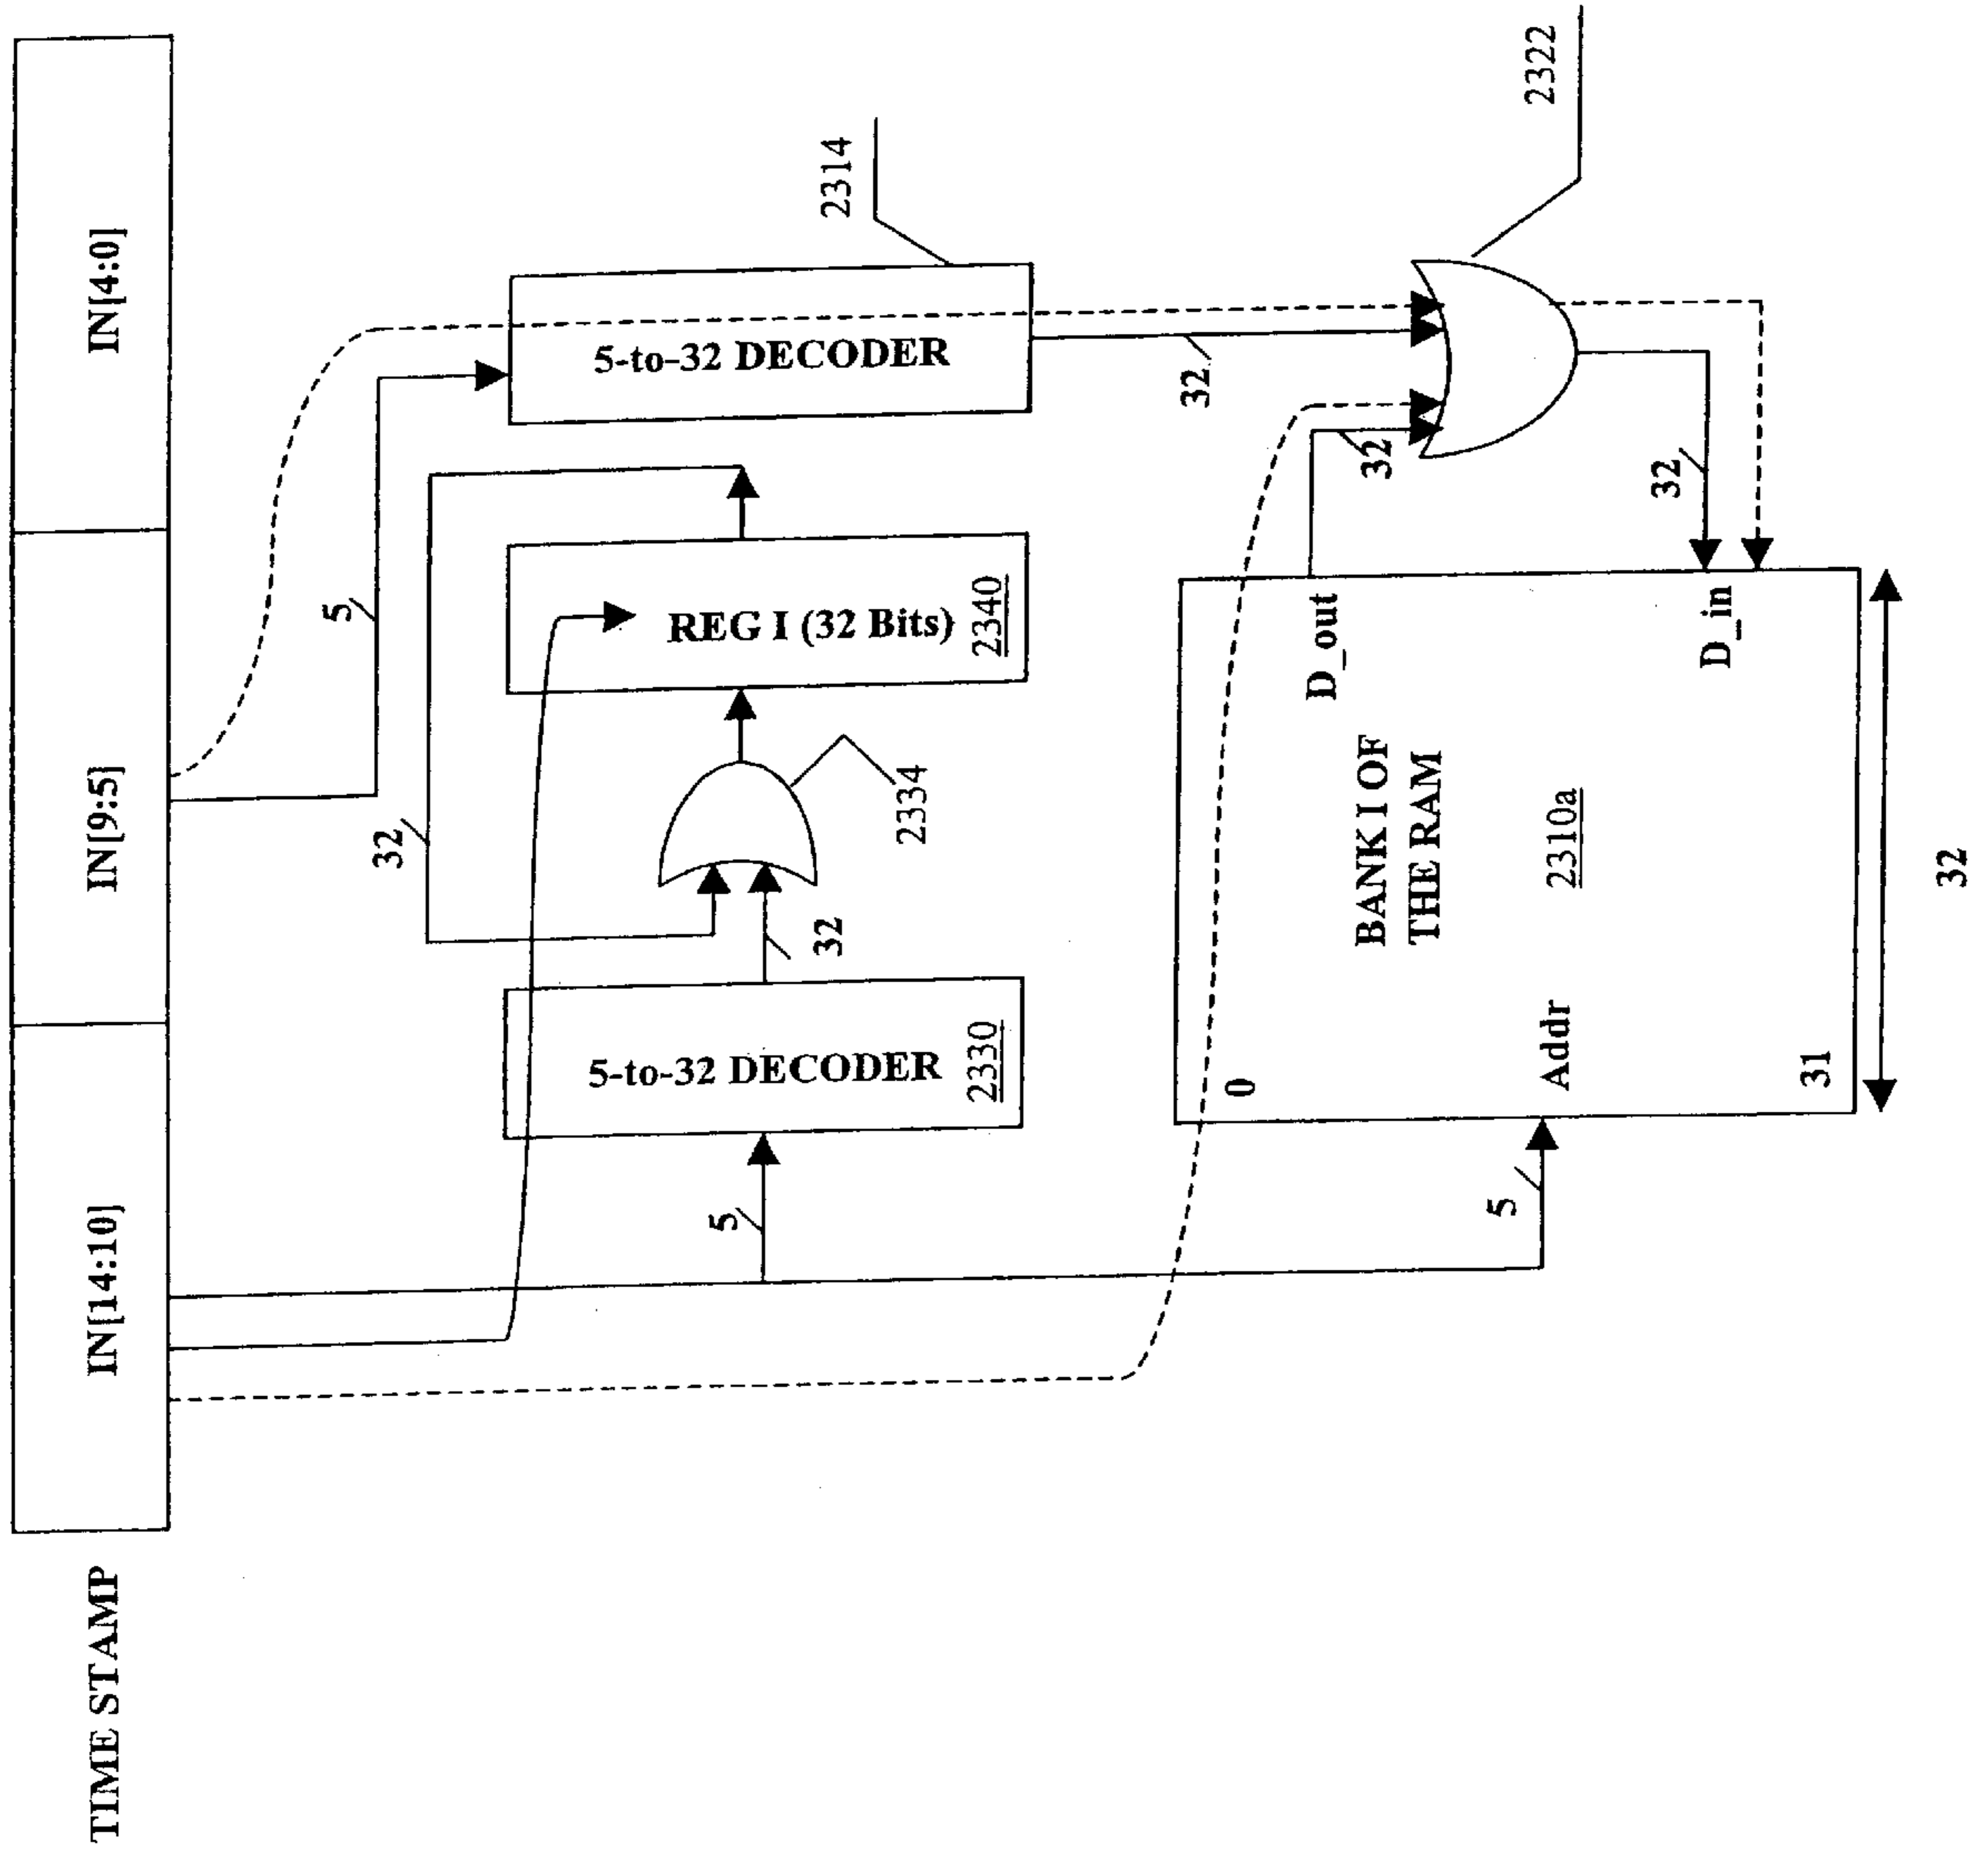 TIME STAMP
IN[14:10]
IN[9:5]
IN[4:0]
5
5
32
5-to-32 DECODER
2330
32
2334
REG I (32 Bits)
2340
5-to-32 DECODER
2314
5
32
32
2322
32
0
Addr
31
BANK I OF
THE RAM
2310a
D_out
D_in
32